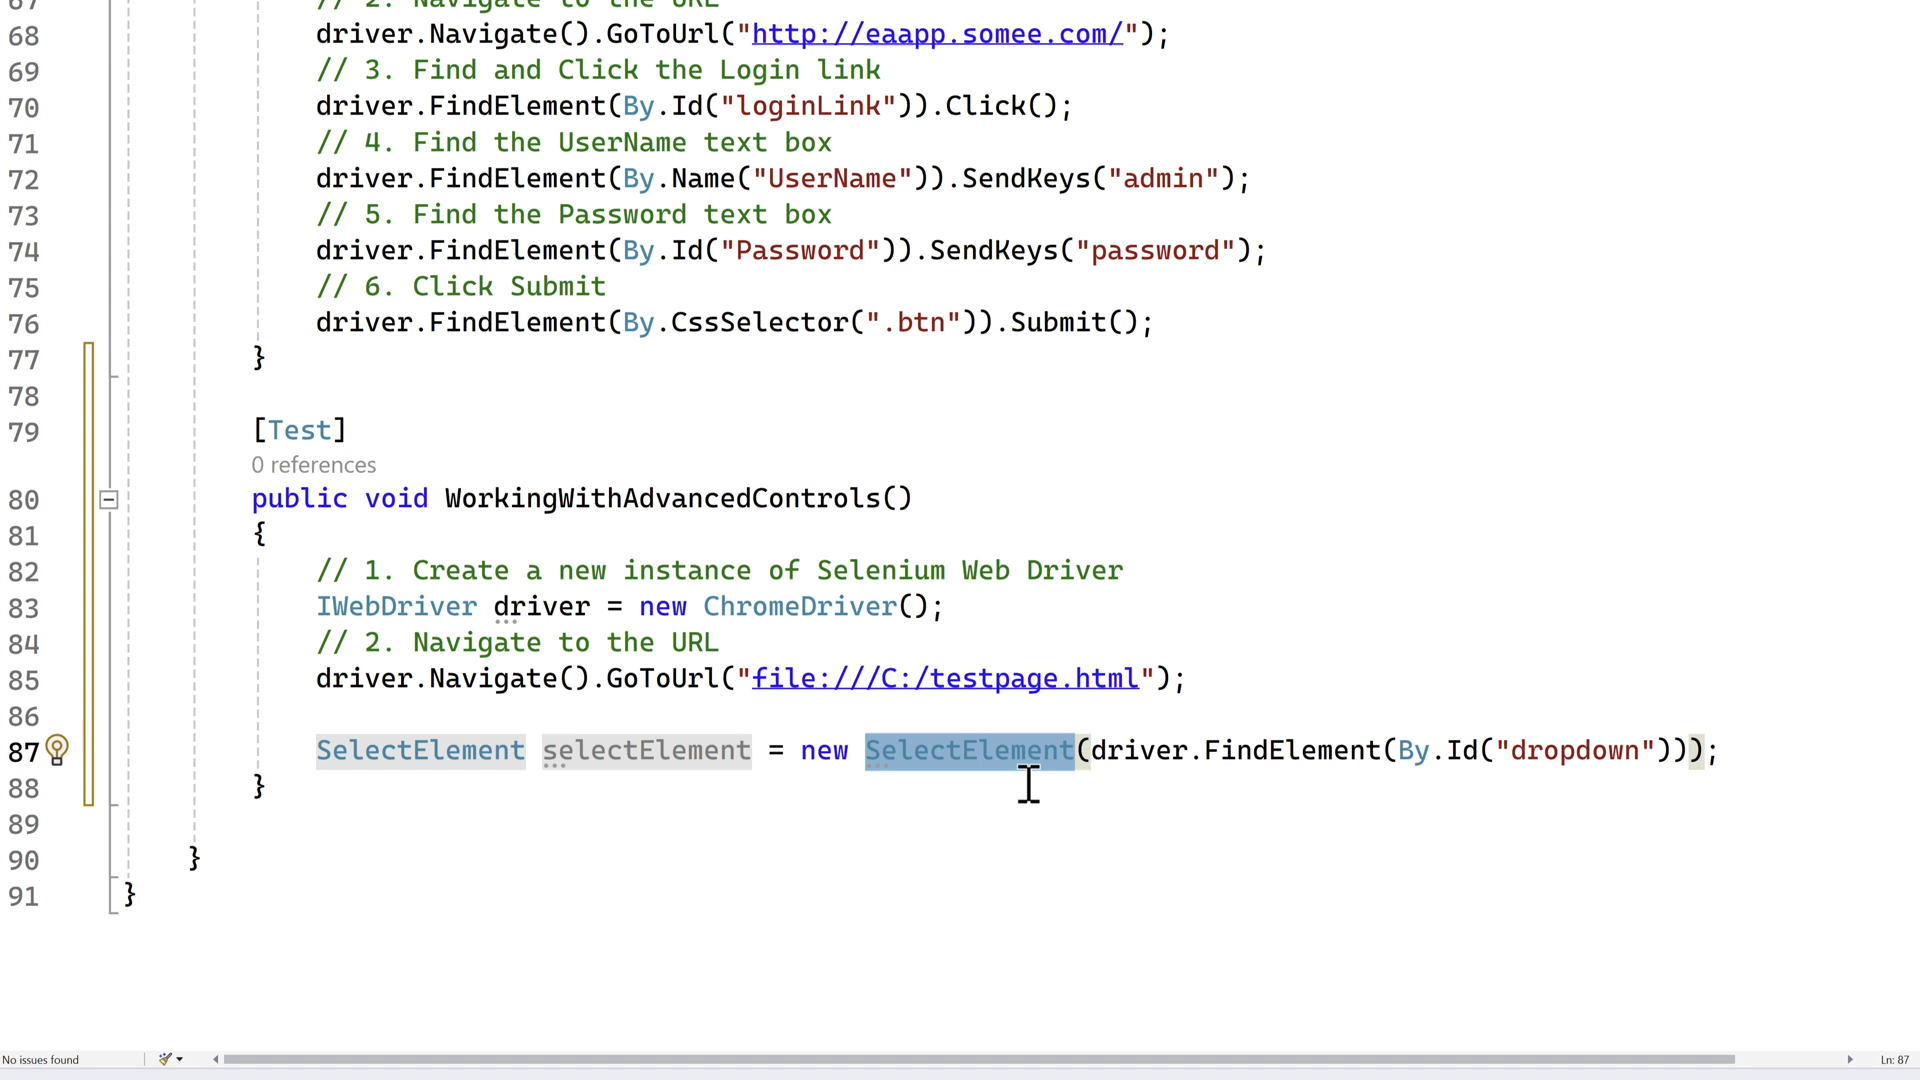 67 // 2. Navigate to the URL
68 driver.Navigate().GoToUrl("http://eaapp.somee.com/");
69 // 3. Find and Click the Login link
70 driver.FindElement(By.Id("loginLink")).Click();
71 // 4. Find the UserName text box
72 driver.FindElement(By.Name("UserName")).SendKeys("admin");
73 // 5. Find the Password text box
74 driver.FindElement(By.Id("Password")).SendKeys("password");
75 // 6. Click Submit
76 driver.FindElement(By.CssSelector(".btn")).Submit();
77 }
78
79 [Test]
0 references
80 public void WorkingWithAdvancedControls()
81 {
82 // 1. Create a new instance of Selenium Web Driver
83 IWebDriver driver = new ChromeDriver();
84 // 2. Navigate to the URL
85 driver.Navigate().GoToUrl("file:///C:/testpage.html");
86
87 SelectElement selectElement = new SelectElement(driver.FindElement(By.Id("dropdown")));
88 }
89
90 }
91 }
No issues found Ln: 87